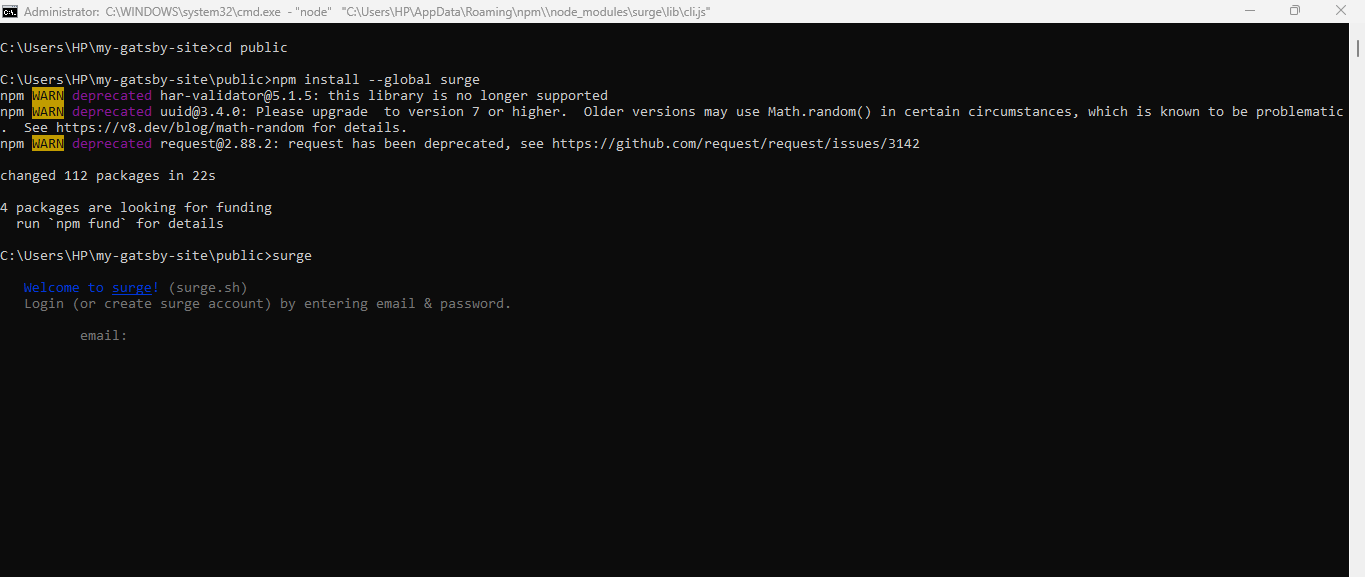 Administrator: C:\WINDOWS\system32\cmd.exe - "node" "C:\Users\HP\AppData\Roaming\npm\\node_modules\surge\lib\cli.js"
C:\Users\HP\my-gatsby-site>cd public
C:\Users\HP\my-gatsby-site\public>npm install --global surge
npm WARN deprecated har-validator@5.1.5: this library is no longer supported
npm WARN deprecated uuid@3.4.0: Please upgrade  to version 7 or higher.  Older versions may use Math.random() in certain circumstances, which is known to be problematic
.  See https://v8.dev/blog/math-random for details.
npm WARN deprecated request@2.88.2: request has been deprecated, see https://github.com/request/request/issues/3142
changed 112 packages in 22s
4 packages are looking for funding
run `npm fund` for details
C:\Users\HP\my-gatsby-site\public>surge
Welcome to surge! (surge.sh)
Login (or create surge account) by entering email & password.
email: